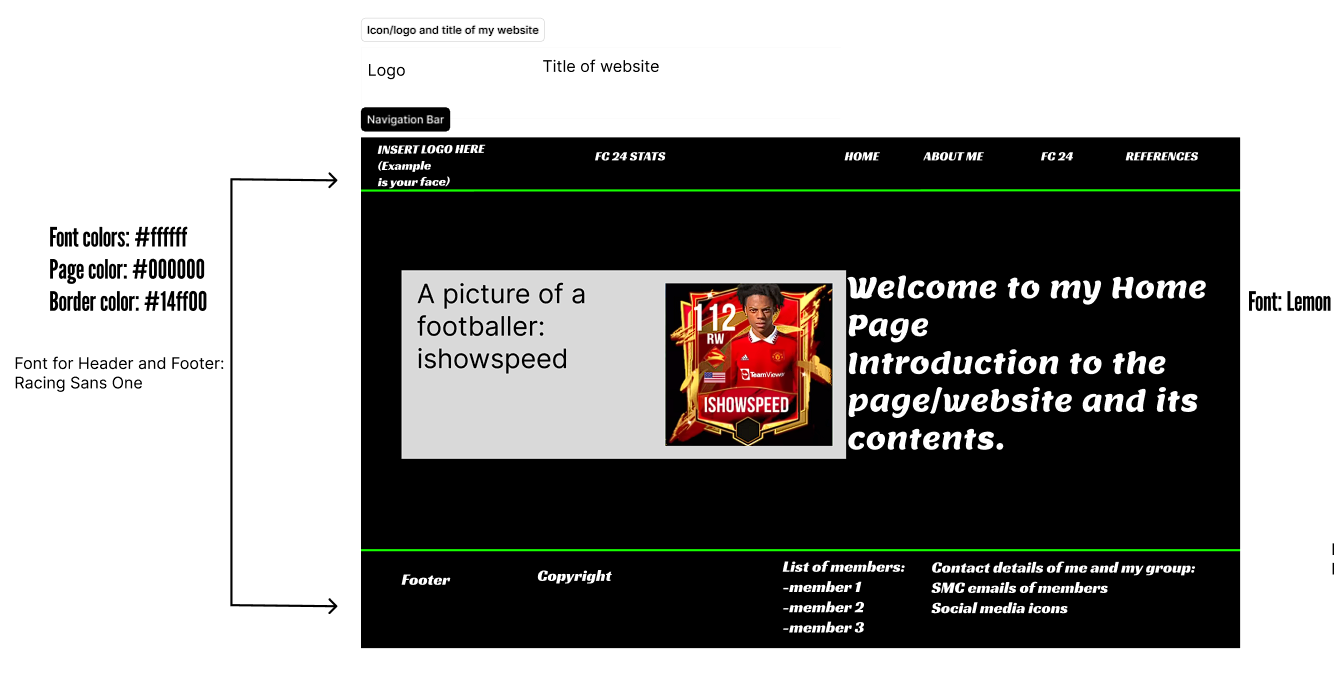 Icon/logo and title of my website
Logo
Title of website
Navigation Bar
INSERT LOGO HERE
(Example
is your face)
FC 24 STATS
HOME
ABOUT ME
FC 24
REFERENCES
Font colors: #ffffff
Page color: #000000
Border color: #14ff00
Font for Header and Footer:
Racing Sans One
A picture of a
footballer:
ishowspeed
112
RW
TeamView
ISHOWSPEED
Welcome to my Home
Page
Introduction to the
page/website and its
contents.
Font: Lemon
Footer
Copyright
List of members:
-member 1
-member 2
-member 3
Contact details of me and my group:
SMC emails of members
Social media icons